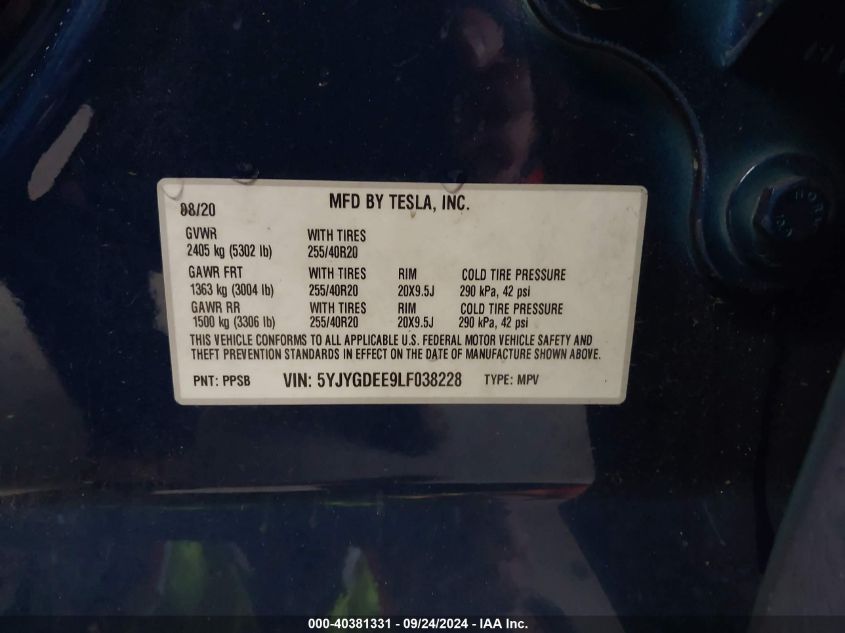 08/20
MFD BY TESLA, INC.
GVWR WITH TIRES
2405 kg (5302 lb) 255/40R20
GAWR FRT WITH TIRES RIM COLD TIRE PRESSURE
1363 kg (3004 lb) 255/40R20 20X9.5J 290 kPa, 42 psi
GAWR RR WITH TIRES RIM COLD TIRE PRESSURE
1500 kg (3306 lb) 255/40R20 20X9.5J 290 kPa, 42 psi
THIS VEHICLE CONFORMS TO ALL APPLICABLE U.S. FEDERAL MOTOR VEHICLE SAFETY AND
THEFT PREVENTION STANDARDS IN EFFECT ON THE DATE OF MANUFACTURE SHOWN ABOVE.
PNT: PPSB VIN: 5YJYGDEE9LF038228 TYPE: MPV
000-40381331 - 09/24/2024 - IAA Inc.